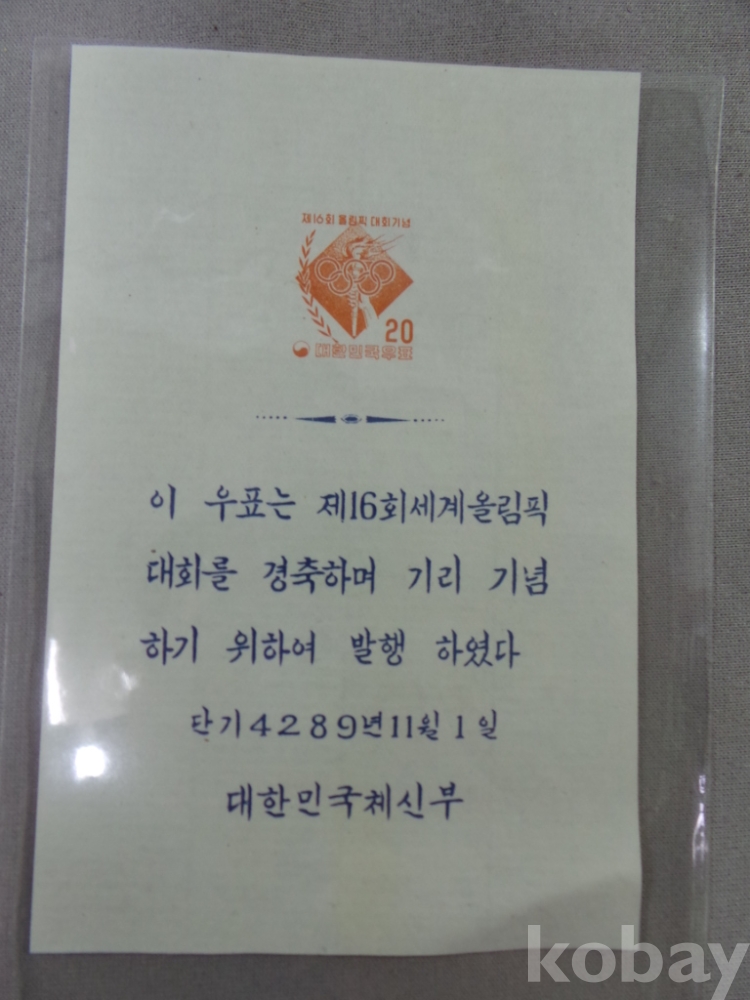 제16회 올림픽 대회기념
20
대한민국우표
이 우표는 제16회세계올림픽
대회를 경축하며 기리 기념
하기 위하여 발행 하였다
단기4289년11월1일
대한민국체신부
kobay